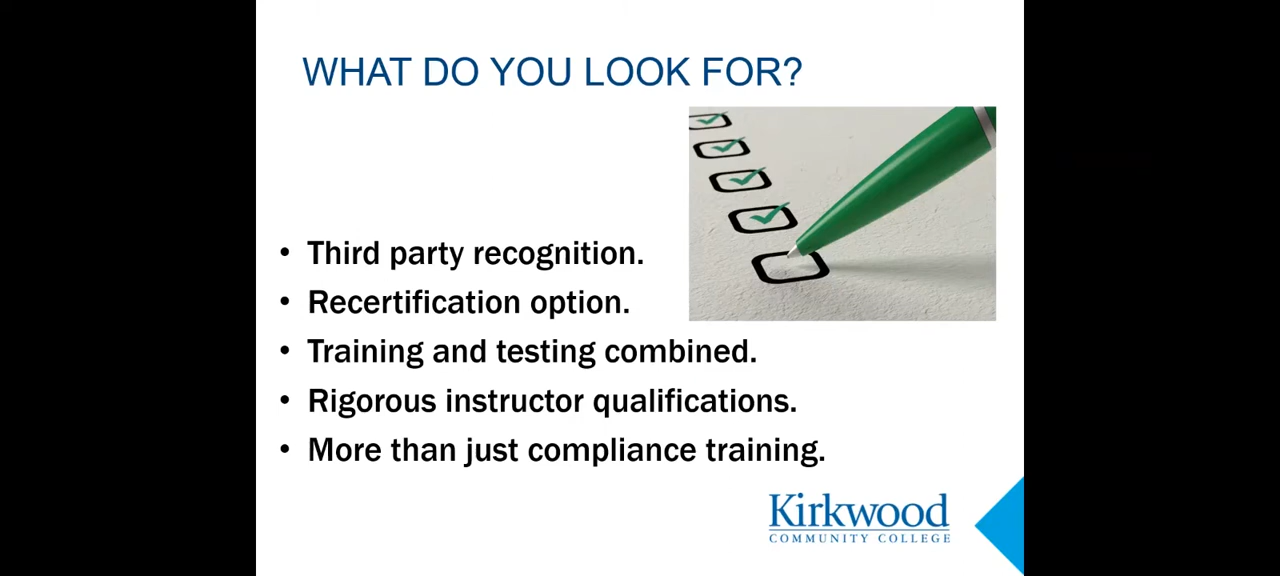 WHAT DO YOU LOOK FOR?
• Third party recognition.
• Recertification option.
• Training and testing combined.
• Rigorous instructor qualifications.
• More than just compliance training.
Kirkwood
COMMUNITY COLLEGE